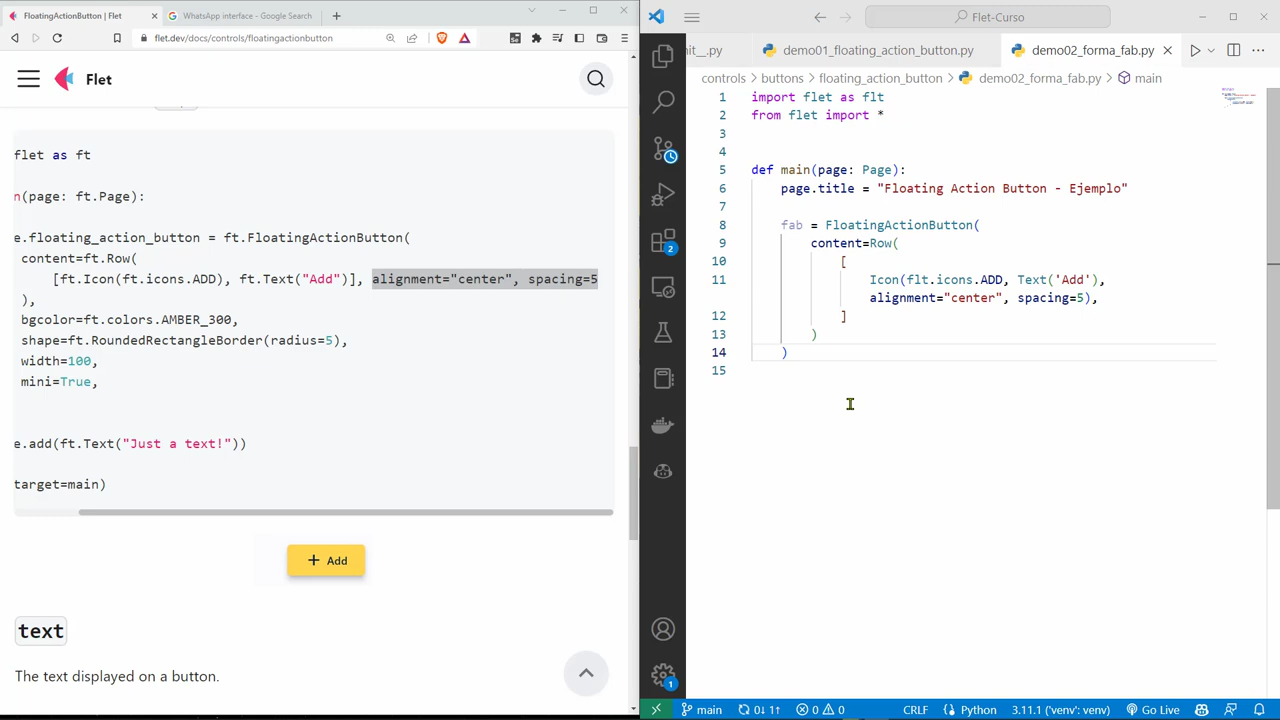 FloatingActionButton | Flet
WhatsApp interface - Google Search
flet.dev/docs/controls/floatingactionbutton
Flet
flet as ft
n(page: ft.Page):
e.floating_action_button = ft.FloatingActionButton(
content=ft.Row(
[ft.Icon(ft.icons.ADD), ft.Text("Add")], alignment="center", spacing=5
),
bgcolor=ft.colors.AMBER_300,
shape=ft.RoundedRectangleBorder(radius=5),
width=100,
mini=True,
e.add(ft.Text("Just a text!"))
target=main)
+ Add
text
The text displayed on a button.
Flet-Curso
nit__.py
demo01_floating_action_button.py
demo02_forma_fab.py
controls > buttons > floating_action_button > demo02_forma_fab.py > main
1 import flet as flt
2 from flet import *
3
4
5 def main(page: Page):
6 page.title = "Floating Action Button - Ejemplo"
7
8 fab = FloatingActionButton(
9 content=Row(
10 [
11 Icon(flt.icons.ADD, Text('Add'),
alignment="center", spacing=5),
12 ]
13 )
14 )
15
2
1
main 0↓ 1↑ 0 0 CRLF Python 3.11.1 ('venv': venv) Go Live